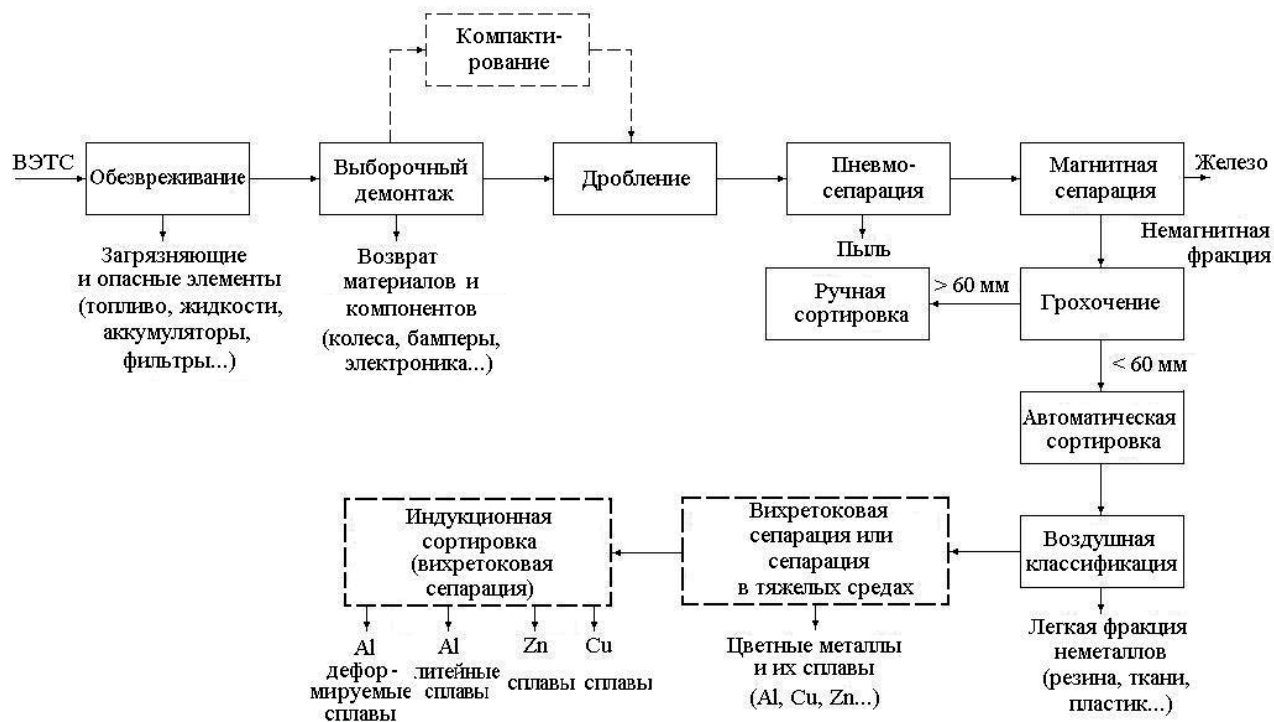 Компакти-
рование
ВЭТС
Обезвреживание
Выборочный
демонтаж
Дробление
Пневмо-
сепарация
Магнитная
сепарация
Железо
Загрязняющие
и опасные элементы
(топливо, жидкости,
аккумуляторы,
фильтры...)
Возврат
материалов и
компонентов
(колеса, бамперы,
электроника...)
Пыль
Немагнитная
фракция
Ручная
сортировка
> 60 мм
Грохочение
< 60 мм
Автоматическая
сортировка
Индукционная
сортировка
(вихретоковая
сепарация)
Вихретоковая
сепарация или
сепарация
в тяжелых средах
Воздушная
классификация
Al
дефор-
мируемые
сплавы
Al
литейные
сплавы
Zn
сплавы
Cu
сплавы
Цветные металлы
и их сплавы
(Al, Cu, Zn...)
Легкая фракция
неметаллов
(резина, ткани,
пластик...)